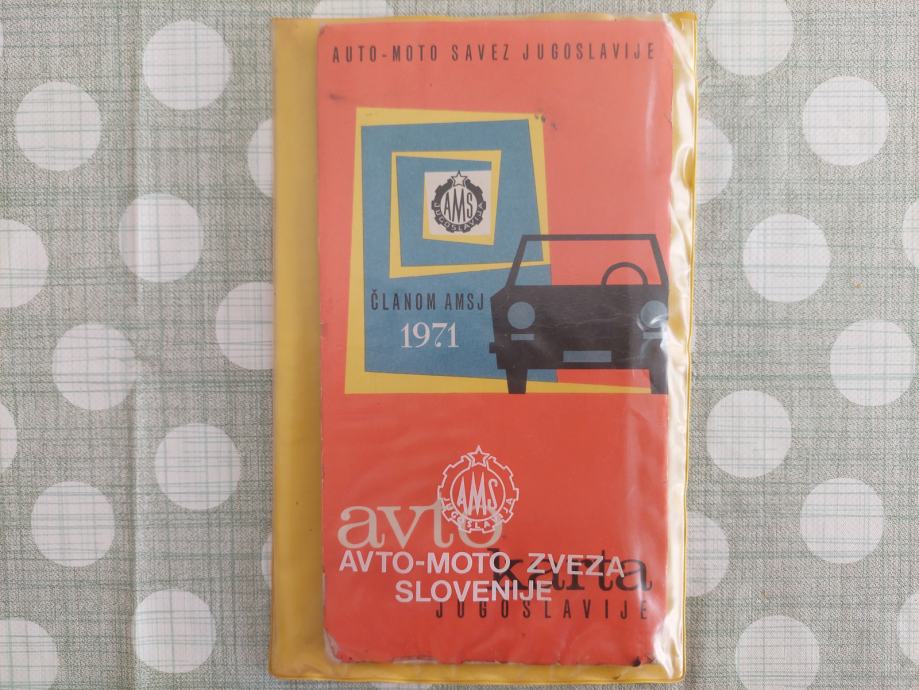 AUTO-MOTO SAVEZ JUGOSLAVIJE
AMS
JUGOSLAVIJA
ČLANOM AMSJ
1971
AMS
JUGOSLAVIJA
avto
karta
JUGOSLAVIJE
AVTO-MOTO ZVEZA
SLOVENIJE